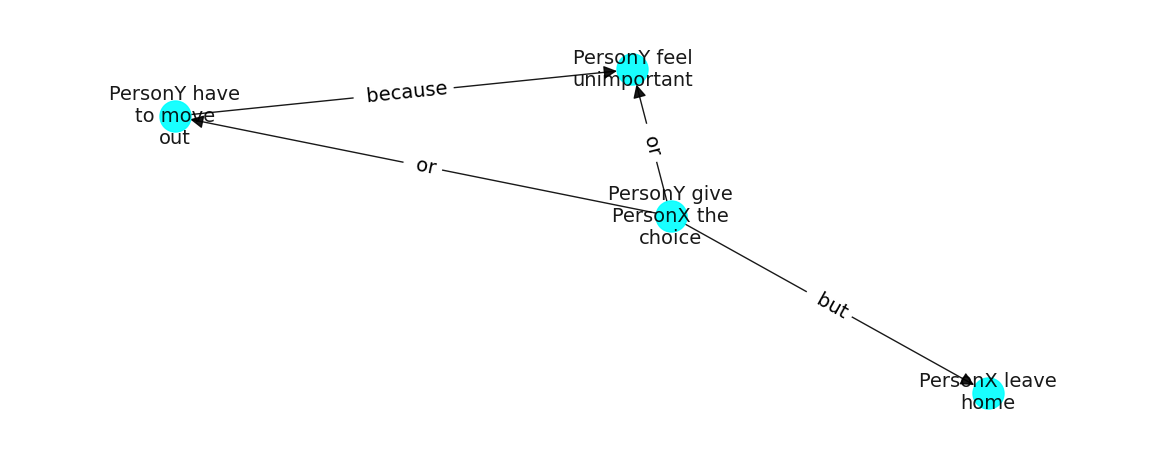 PersonY feel
unimportant
because
PersonY have
to move
out
or
or
PersonY give
PersonX the
choice
but
PersonX leave
home